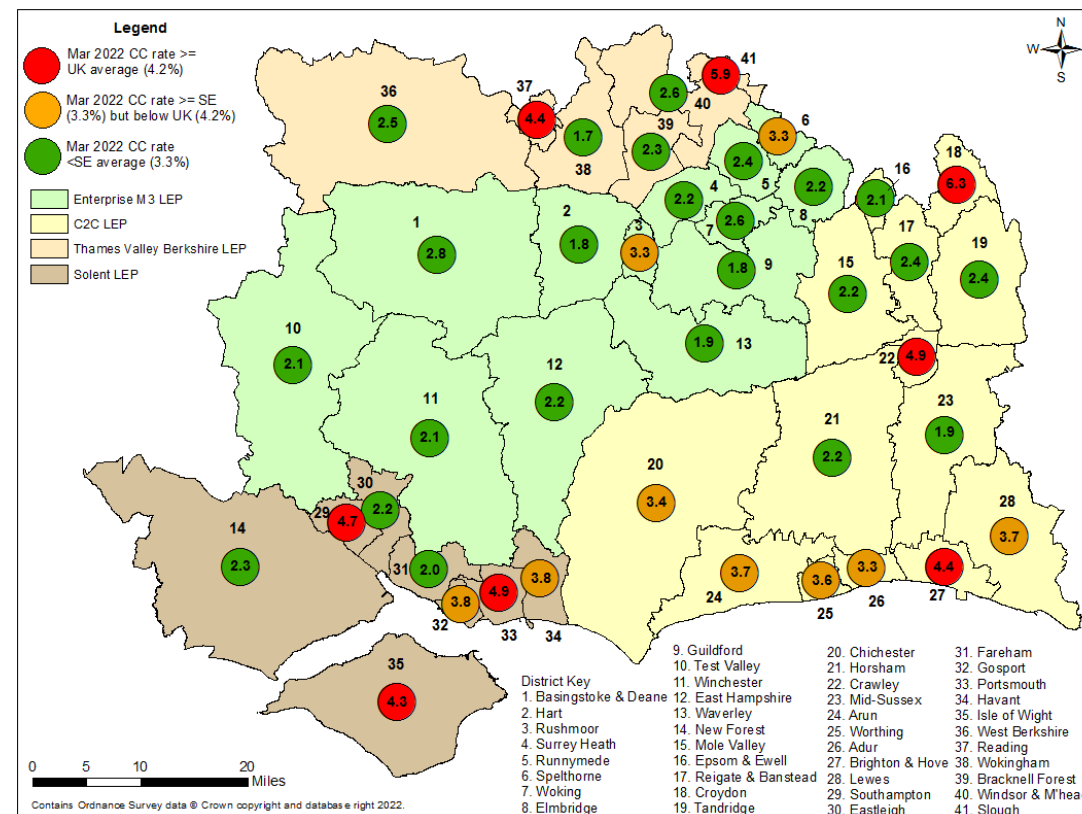 Legend
Mar 2022 CC rate >=
UK average (4.2%)
Mar 2022 CC rate >= SE
(3.3%) but below UK (4.2%)
Mar 2022 CC rate
<SE average (3.3%)
Enterprise M3 LEP
C2C LEP
Thames Valley Berkshire LEP
Solent LEP
N
W E
S
36
2.5
37
4.4
1.7
38
2.6
39
2.3
40
5.9
41
6
3.3
2.4
5
4
2.2
2.2
8
7
2.6
1
2.8
2
1.8
3
3.3
1.8
9
16
2.1
18
6.3
17
2.4
19
2.4
15
2.2
10
2.1
13
1.9
12
2.2
22
4.9
11
2.1
23
1.9
21
2.2
20
3.4
28
3.7
30
2.2
29
4.7
14
2.3
31
2.0
3.8
32
4.9
33
3.8
34
3.7
24
3.6
25
3.3
26
4.4
27
35
4.3
0 5 10 20
Miles
Contains Ordnance Survey data © Crown copyright and database right 2022.
District Key
1. Basingstoke & Deane
2. Hart
3. Rushmoor
4. Surrey Heath
5. Runnymede
6. Spelthorne
7. Woking
8. Elmbridge
9. Guildford
10. Test Valley
11. Winchester
12. East Hampshire
13. Waverley
14. New Forest
15. Mole Valley
16. Epsom & Ewell
17. Reigate & Banstead
18. Croydon
19. Tandridge
20. Chichester
21. Horsham
22. Crawley
23. Mid-Sussex
24. Arun
25. Worthing
26. Adur
27. Brighton & Hove
28. Lewes
29. Southampton
30. Eastleigh
31. Fareham
32. Gosport
33. Portsmouth
34. Havant
35. Isle of Wight
36. West Berkshire
37. Reading
38. Wokingham
39. Bracknell Forest
40. Windsor & M'head
41. Slough